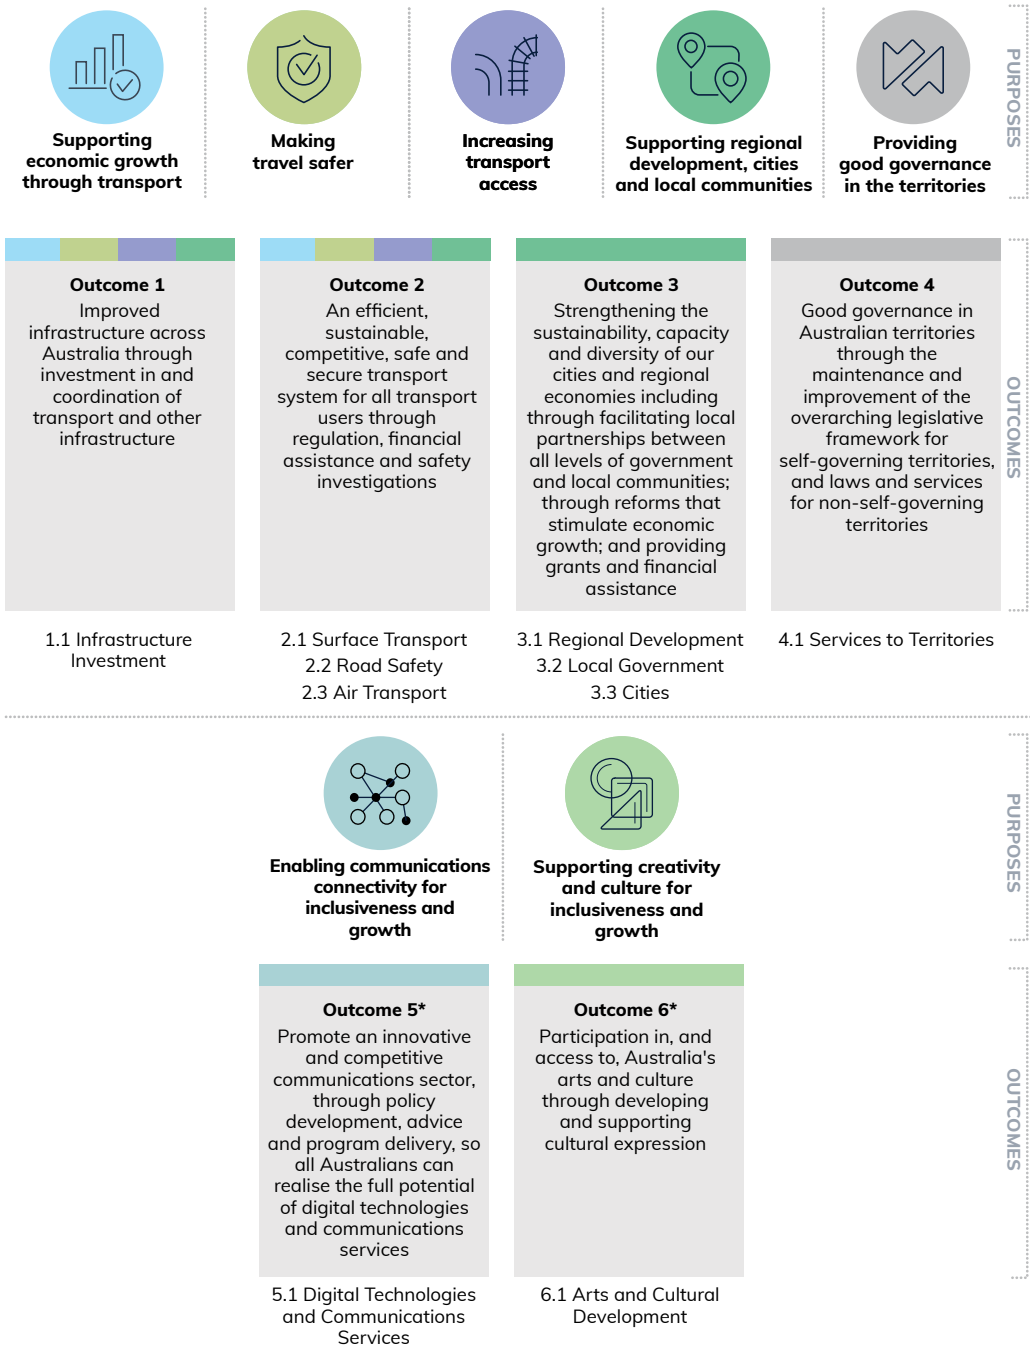 Supporting
economic growth
through transport
Making
travel safer
Increasing
transport
access
Supporting regional
development, cities
and local communities
Providing
good governance
in the territories
PURPOSES
Outcome 1
Improved
infrastructure across
Australia through
investment in and
coordination of
transport and other
infrastructure
Outcome 2
An efficient,
sustainable,
competitive, safe and
secure transport
system for all transport
users through
regulation, financial
assistance and safety
investigations
Outcome 3
Strengthening the
sustainability, capacity
and diversity of our
cities and regional
economies including
through facilitating local
partnerships between
all levels of government
and local communities;
through reforms that
stimulate economic
growth; and providing
grants and financial
assistance
Outcome 4
Good governance in
Australian territories
through the
maintenance and
improvement of the
overarching legislative
framework for
self-governing territories,
and laws and services
for non-self-governing
territories
OUTCOMES
1.1 Infrastructure
Investment
2.1 Surface Transport
2.2 Road Safety
2.3 Air Transport
3.1 Regional Development
3.2 Local Government
3.3 Cities
4.1 Services to Territories
Enabling communications
connectivity for
inclusiveness and
growth
Supporting creativity
and culture for
inclusiveness and
growth
PURPOSES
Outcome 5*
Promote an innovative
and competitive
communications sector,
through policy
development, advice
and program delivery, so
all Australians can
realise the full potential
of digital technologies
and communications
services
Outcome 6*
Participation in, and
access to, Australia's
arts and culture
through developing
and supporting
cultural expression
OUTCOMES
5.1 Digital Technologies
and Communications
Services
6.1 Arts and Cultural
Development